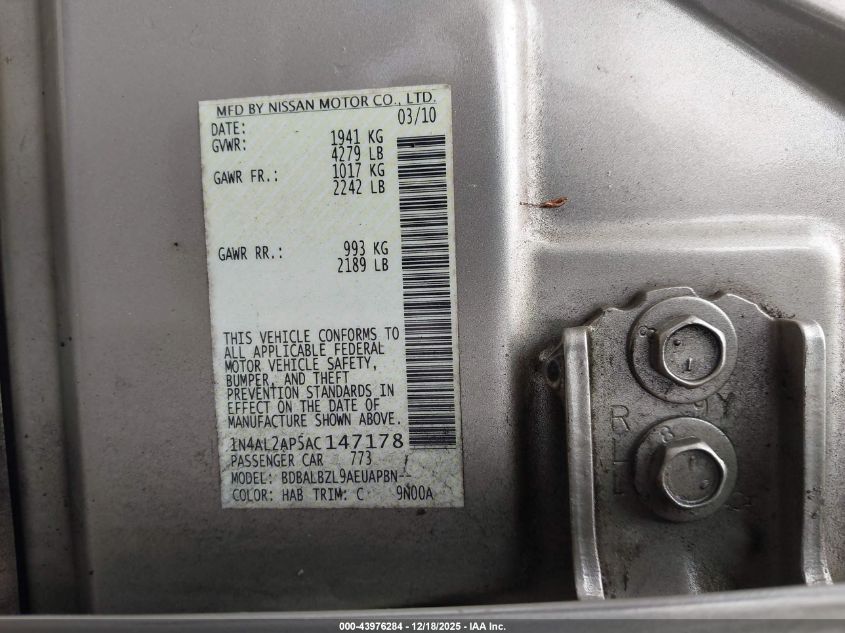 MFD BY NISSAN MOTOR CO., LTD.
DATE: 03/10
GVWR: 1941 KG
4279 LB
GAWR FR.: 1017 KG
2242 LB
GAWR RR.: 993 KG
2189 LB
THIS VEHICLE CONFORMS TO
ALL APPLICABLE FEDERAL
MOTOR VEHICLE SAFETY,
BUMPER, AND THEFT
PREVENTION STANDARDS IN
EFFECT ON THE DATE OF
MANUFACTURE SHOWN ABOVE.
1N4AL2AP5AC147178
PASSENGER CAR 773
MODEL: BDBALBZL9AEUAPBN--
COLOR: HAB TRIM: C 9N00A
000-43976284 | 12/18/2025 - IAA Inc.